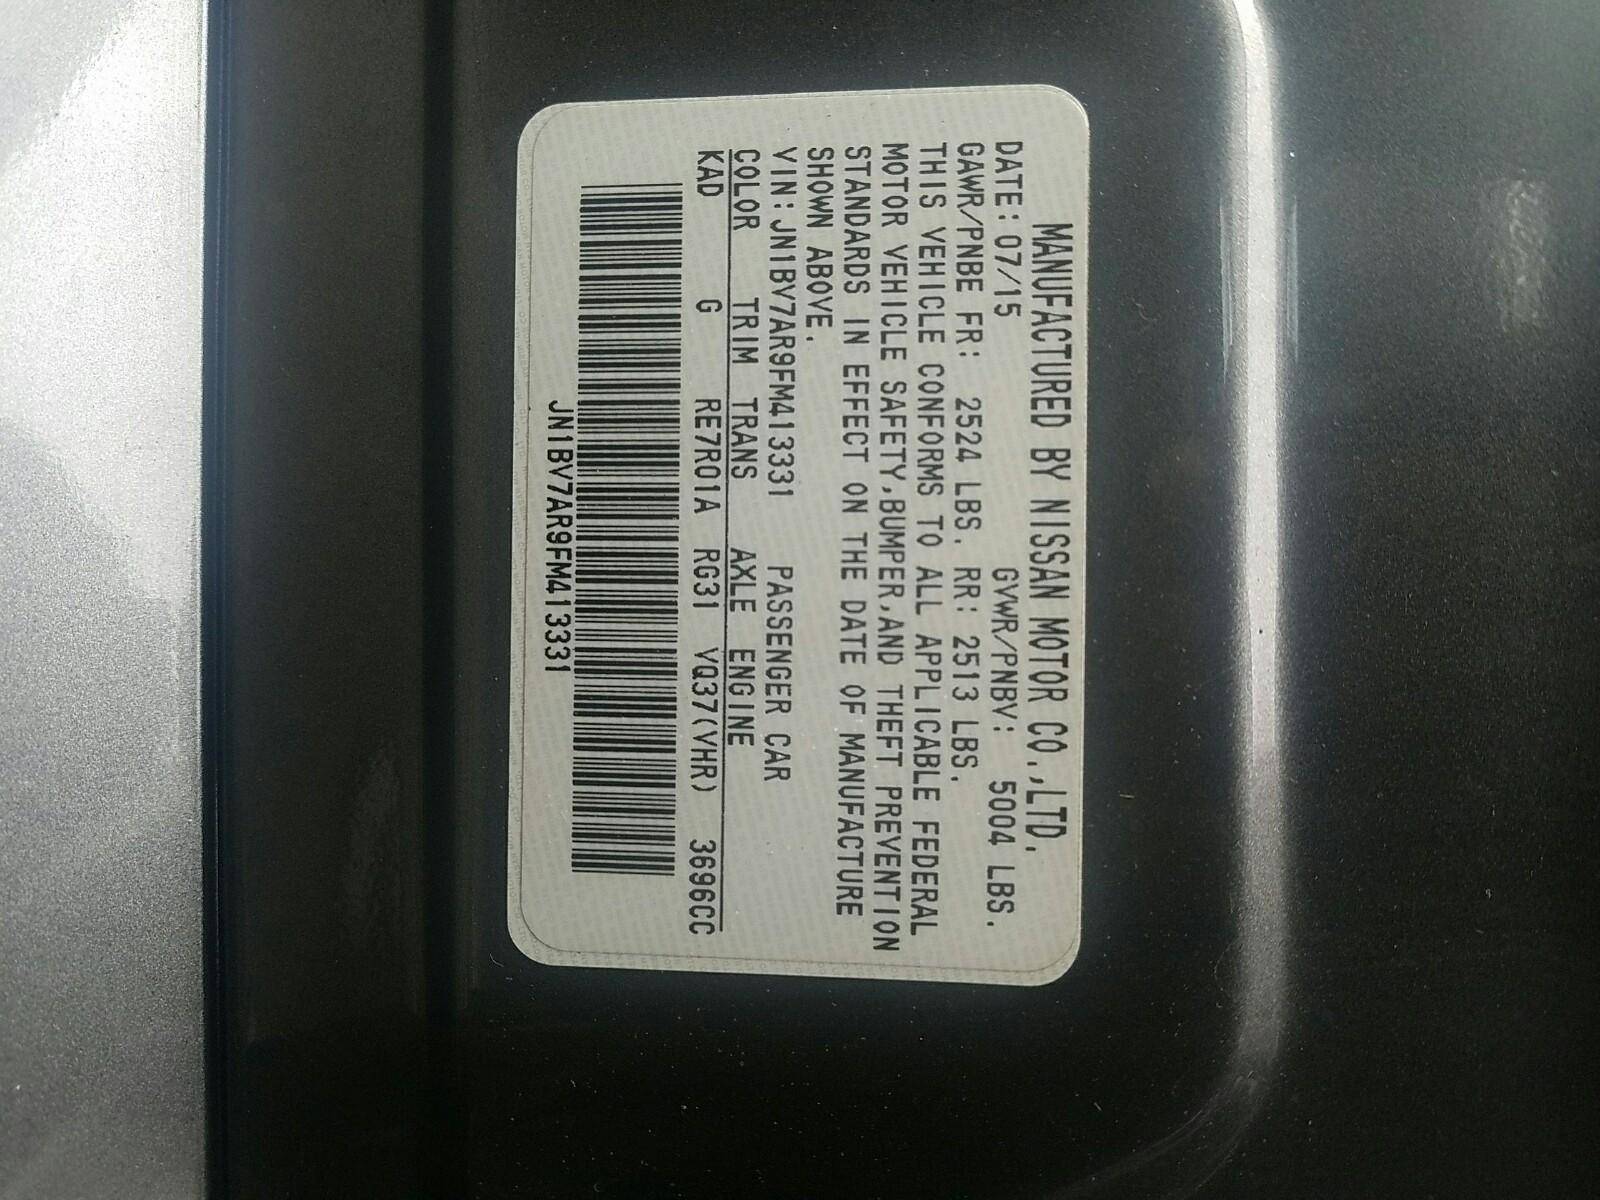 MANUFACTURED BY NISSAN MOTOR CO.,LTD.
DATE: 07/15 GVWR/PNBV: 5004 LBS.
GAWR/PNBE FR: 2524 LBS. RR: 2513 LBS.
THIS VEHICLE CONFORMS TO ALL APPLICABLE FEDERAL
MOTOR VEHICLE SAFETY,BUMPER,AND THEFT PREVENTION
STANDARDS IN EFFECT ON THE DATE OF MANUFACTURE
SHOWN ABOVE.
VIN:JN1BV7AR9FM413331 PASSENGER CAR
COLOR TRIM TRANS AXLE ENGINE
KAD G RE7R01A RG31 VQ37(VHR) 3696CC
JN1BV7AR9FM413331